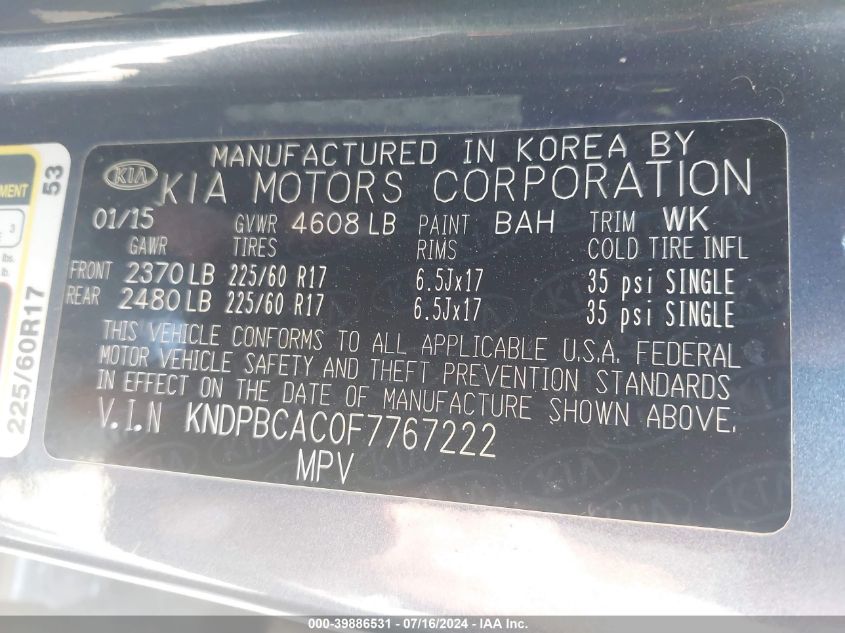 MANUFACTURED IN KOREA BY
KIA KIA MOTORS CORPORATION
01/15 GVWR 4608 LB PAINT BAH TRIM WK
GAWR TIRES RIMS COLD TIRE INFL
FRONT 2370 LB 225/60 R17 6.5Jx17 35 psi SINGLE
REAR 2480 LB 225/60 R17 6.5Jx17 35 psi SINGLE
THIS VEHICLE CONFORMS TO ALL APPLICABLE U.S.A. FEDERAL
MOTOR VEHICLE SAFETY AND THEFT PREVENTION STANDARDS
IN EFFECT ON THE DATE OF MANUFACTURE SHOWN ABOVE.
V.I.N KNDPBCAC0F7767222
MPV
53
3
lbs.
lb.
225/60R17
000-39886531 - 07/16/2024 - IAA Inc.